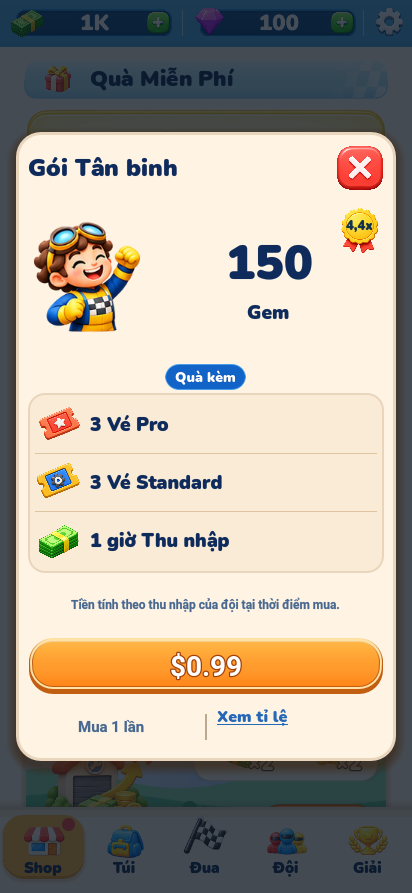 1K
100
Quà Miễn Phí
Gói Tân binh
4,4x
150
Gem
Quà kèm
3 Vé Pro
3 Vé Standard
1 giờ Thu nhập
Tiền tính theo thu nhập của đội tại thời điểm mua.
$0.99
Mua 1 lần
Xem tỉ lệ
Shop
Túi
Đua
Đội
Giải